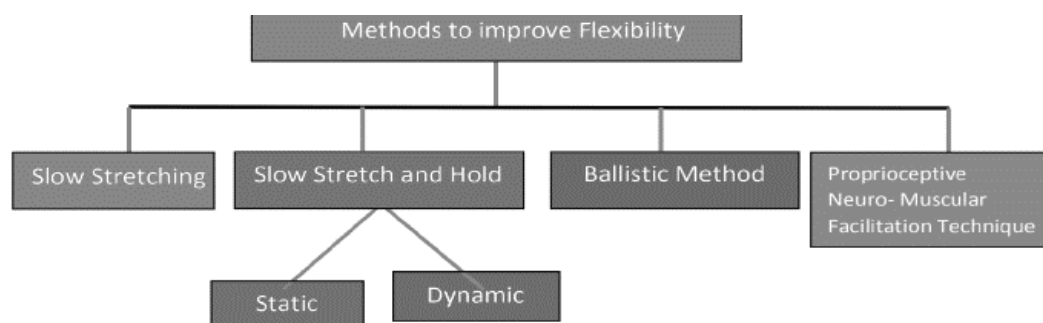 Methods to improve Flexibility
Slow Stretching
Slow Stretch and Hold
Ballistic Method
Proprioceptive
Neuro- Muscular
Facilitation Technique
Static
Dynamic